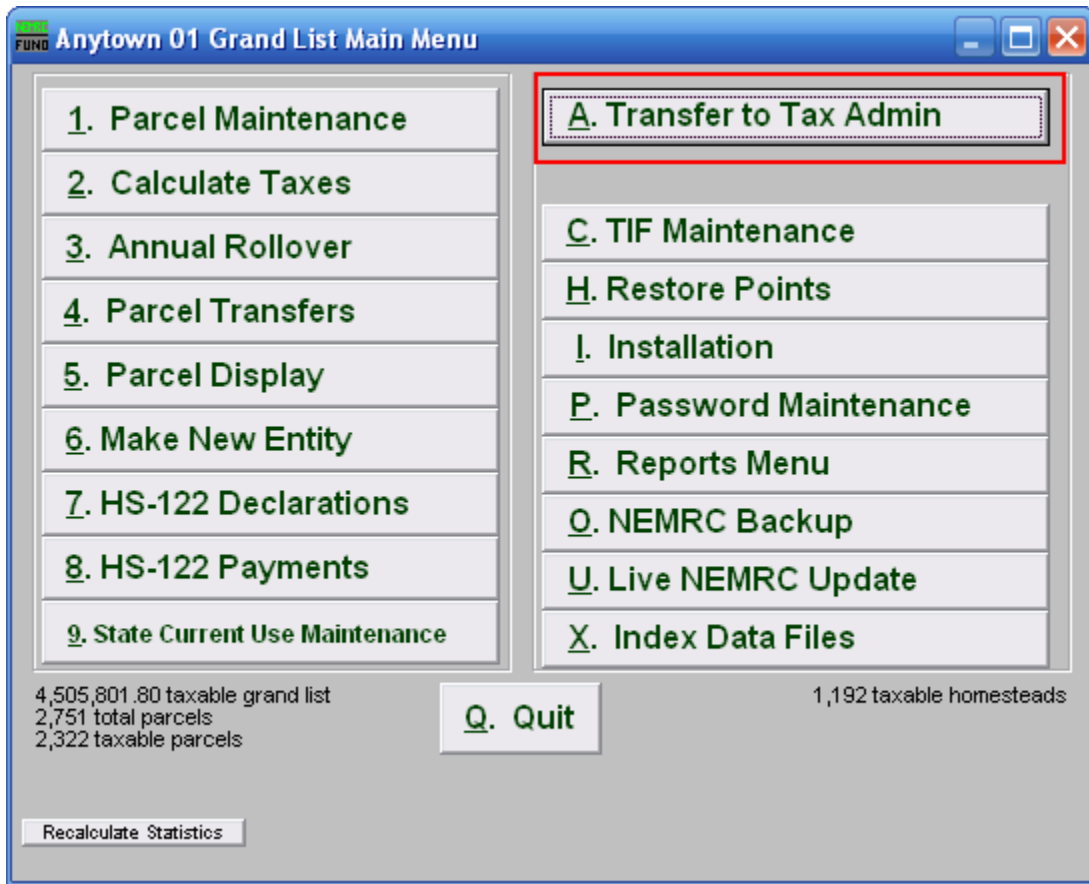 NEMRC
FUND Anytown 01 Grand List Main Menu
1. Parcel Maintenance
2. Calculate Taxes
3. Annual Rollover
4. Parcel Transfers
5. Parcel Display
6. Make New Entity
7. HS-122 Declarations
8. HS-122 Payments
9. State Current Use Maintenance
A. Transfer to Tax Admin
C. TIF Maintenance
H. Restore Points
I. Installation
P. Password Maintenance
R. Reports Menu
O. NEMRC Backup
U. Live NEMRC Update
X. Index Data Files
4,505,801.80 taxable grand list
2,751 total parcels
2,322 taxable parcels
Q. Quit
1,192 taxable homesteads
Recalculate Statistics